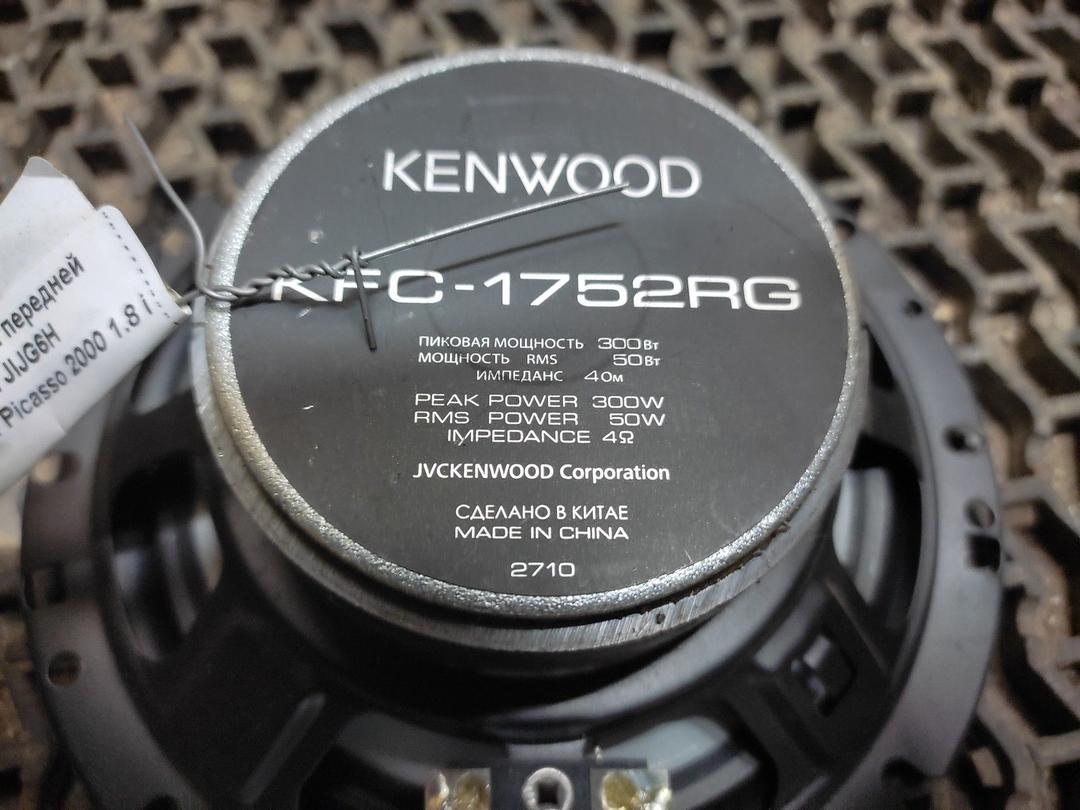 KENWOOD
KFC-1752RG
ПИКОВАЯ МОЩНОСТЬ 300Вт
МОЩНОСТЬ RMS 50Вт
ИМПЕДАНС 4Ом
PEAK POWER 300W
RMS POWER 50W
IMPEDANCE 4Ω
JVCKENWOOD Corporation
СДЕЛАНО В КИТАЕ
MADE IN CHINA
2710
передней
JIJG6H
Picasso 2000 1.8 i